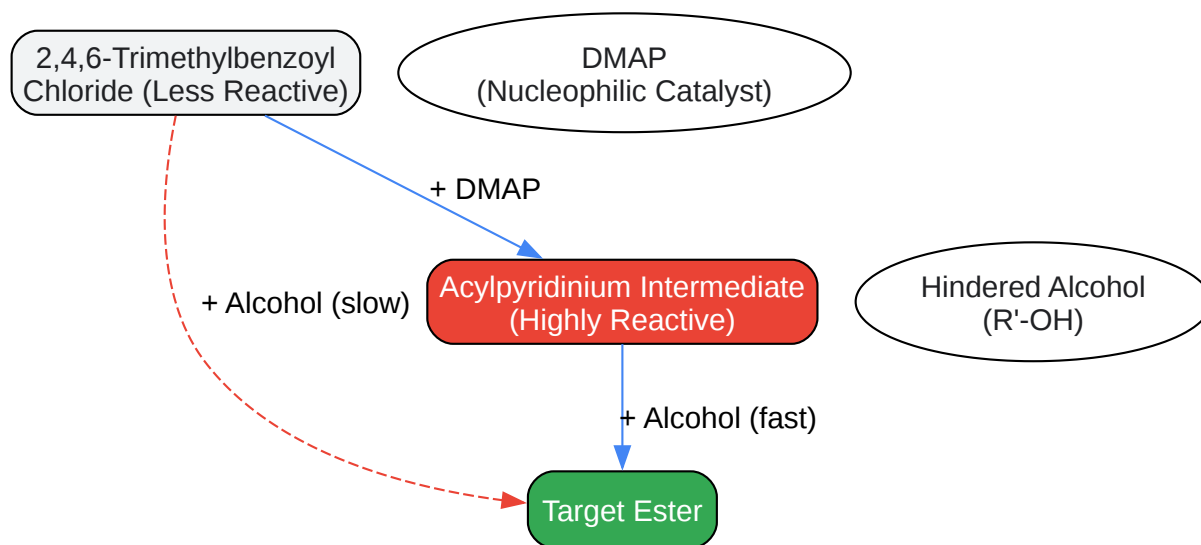 2,4,6-Trimethylbenzoyl
Chloride (Less Reactive)
DMAP
(Nucleophilic Catalyst)
+ DMAP
+ Alcohol (slow)
Acylpyridinium Intermediate
(Highly Reactive)
Hindered Alcohol
(R'-OH)
+ Alcohol (fast)
Target Ester